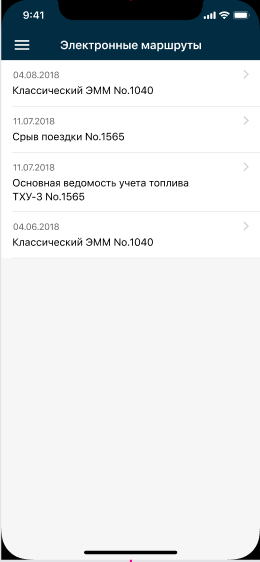 9:41
Электронные маршруты
04.08.2018
Классический ЭММ No.1040
11.07.2018
Срыв поездки No.1565
11.07.2018
Основная ведомость учета топлива
ТХУ-3 No.1565
04.06.2018
Классический ЭММ No.1040